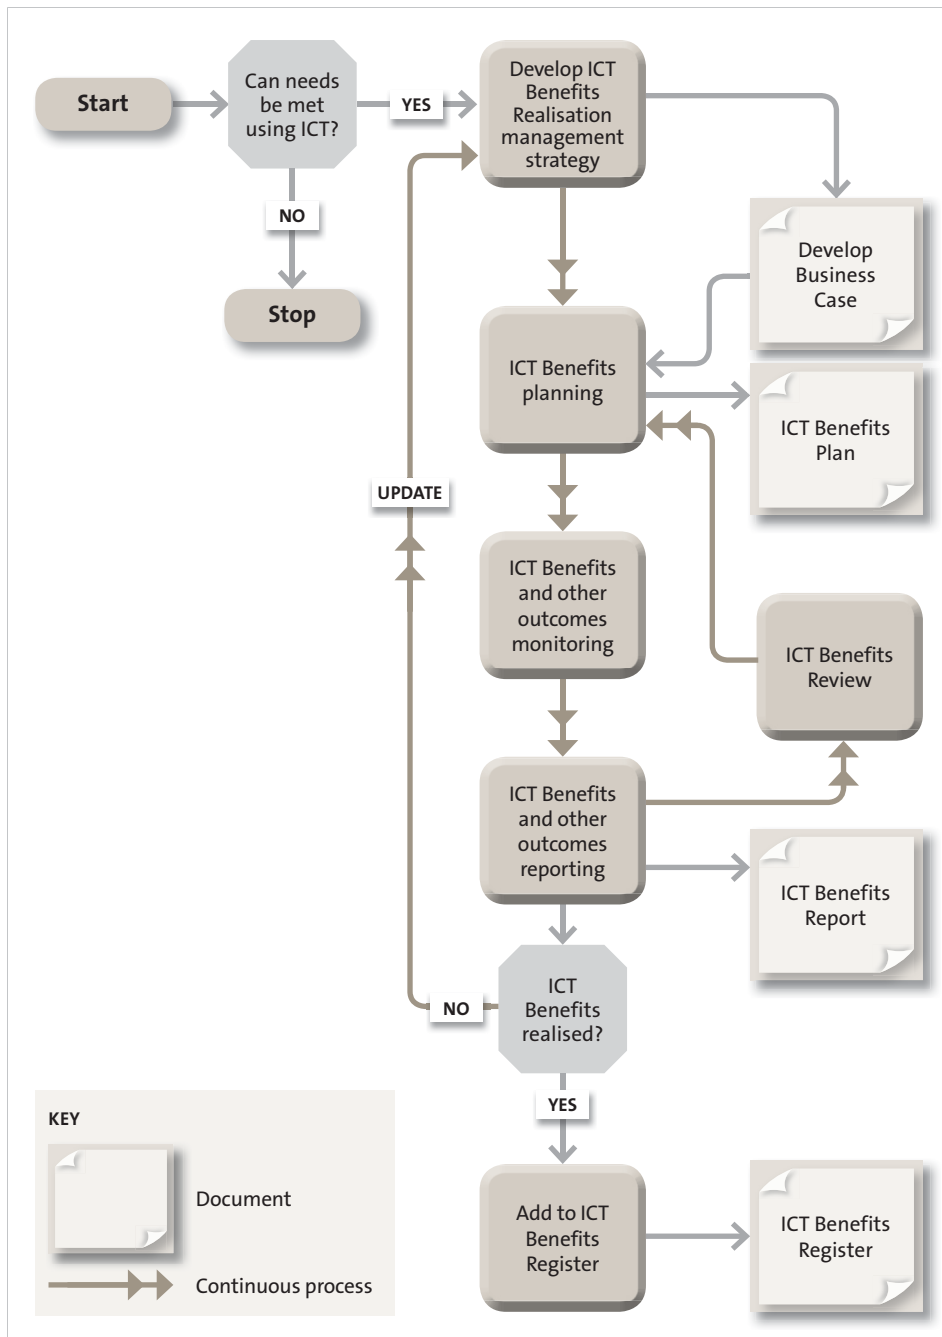 Start
Can needs
be met
using ICT?
YES
NO
Stop
Develop ICT
Benefits
Realisation
management
strategy
Develop
Business
Case
ICT Benefits
planning
ICT Benefits
Plan
UPDATE
ICT Benefits
and other
outcomes
monitoring
ICT Benefits
Review
ICT Benefits
and other
outcomes
reporting
ICT Benefits
Report
ICT
Benefits
realised?
NO
YES
Add to ICT
Benefits
Register
ICT Benefits
Register
KEY
Document
Continuous process